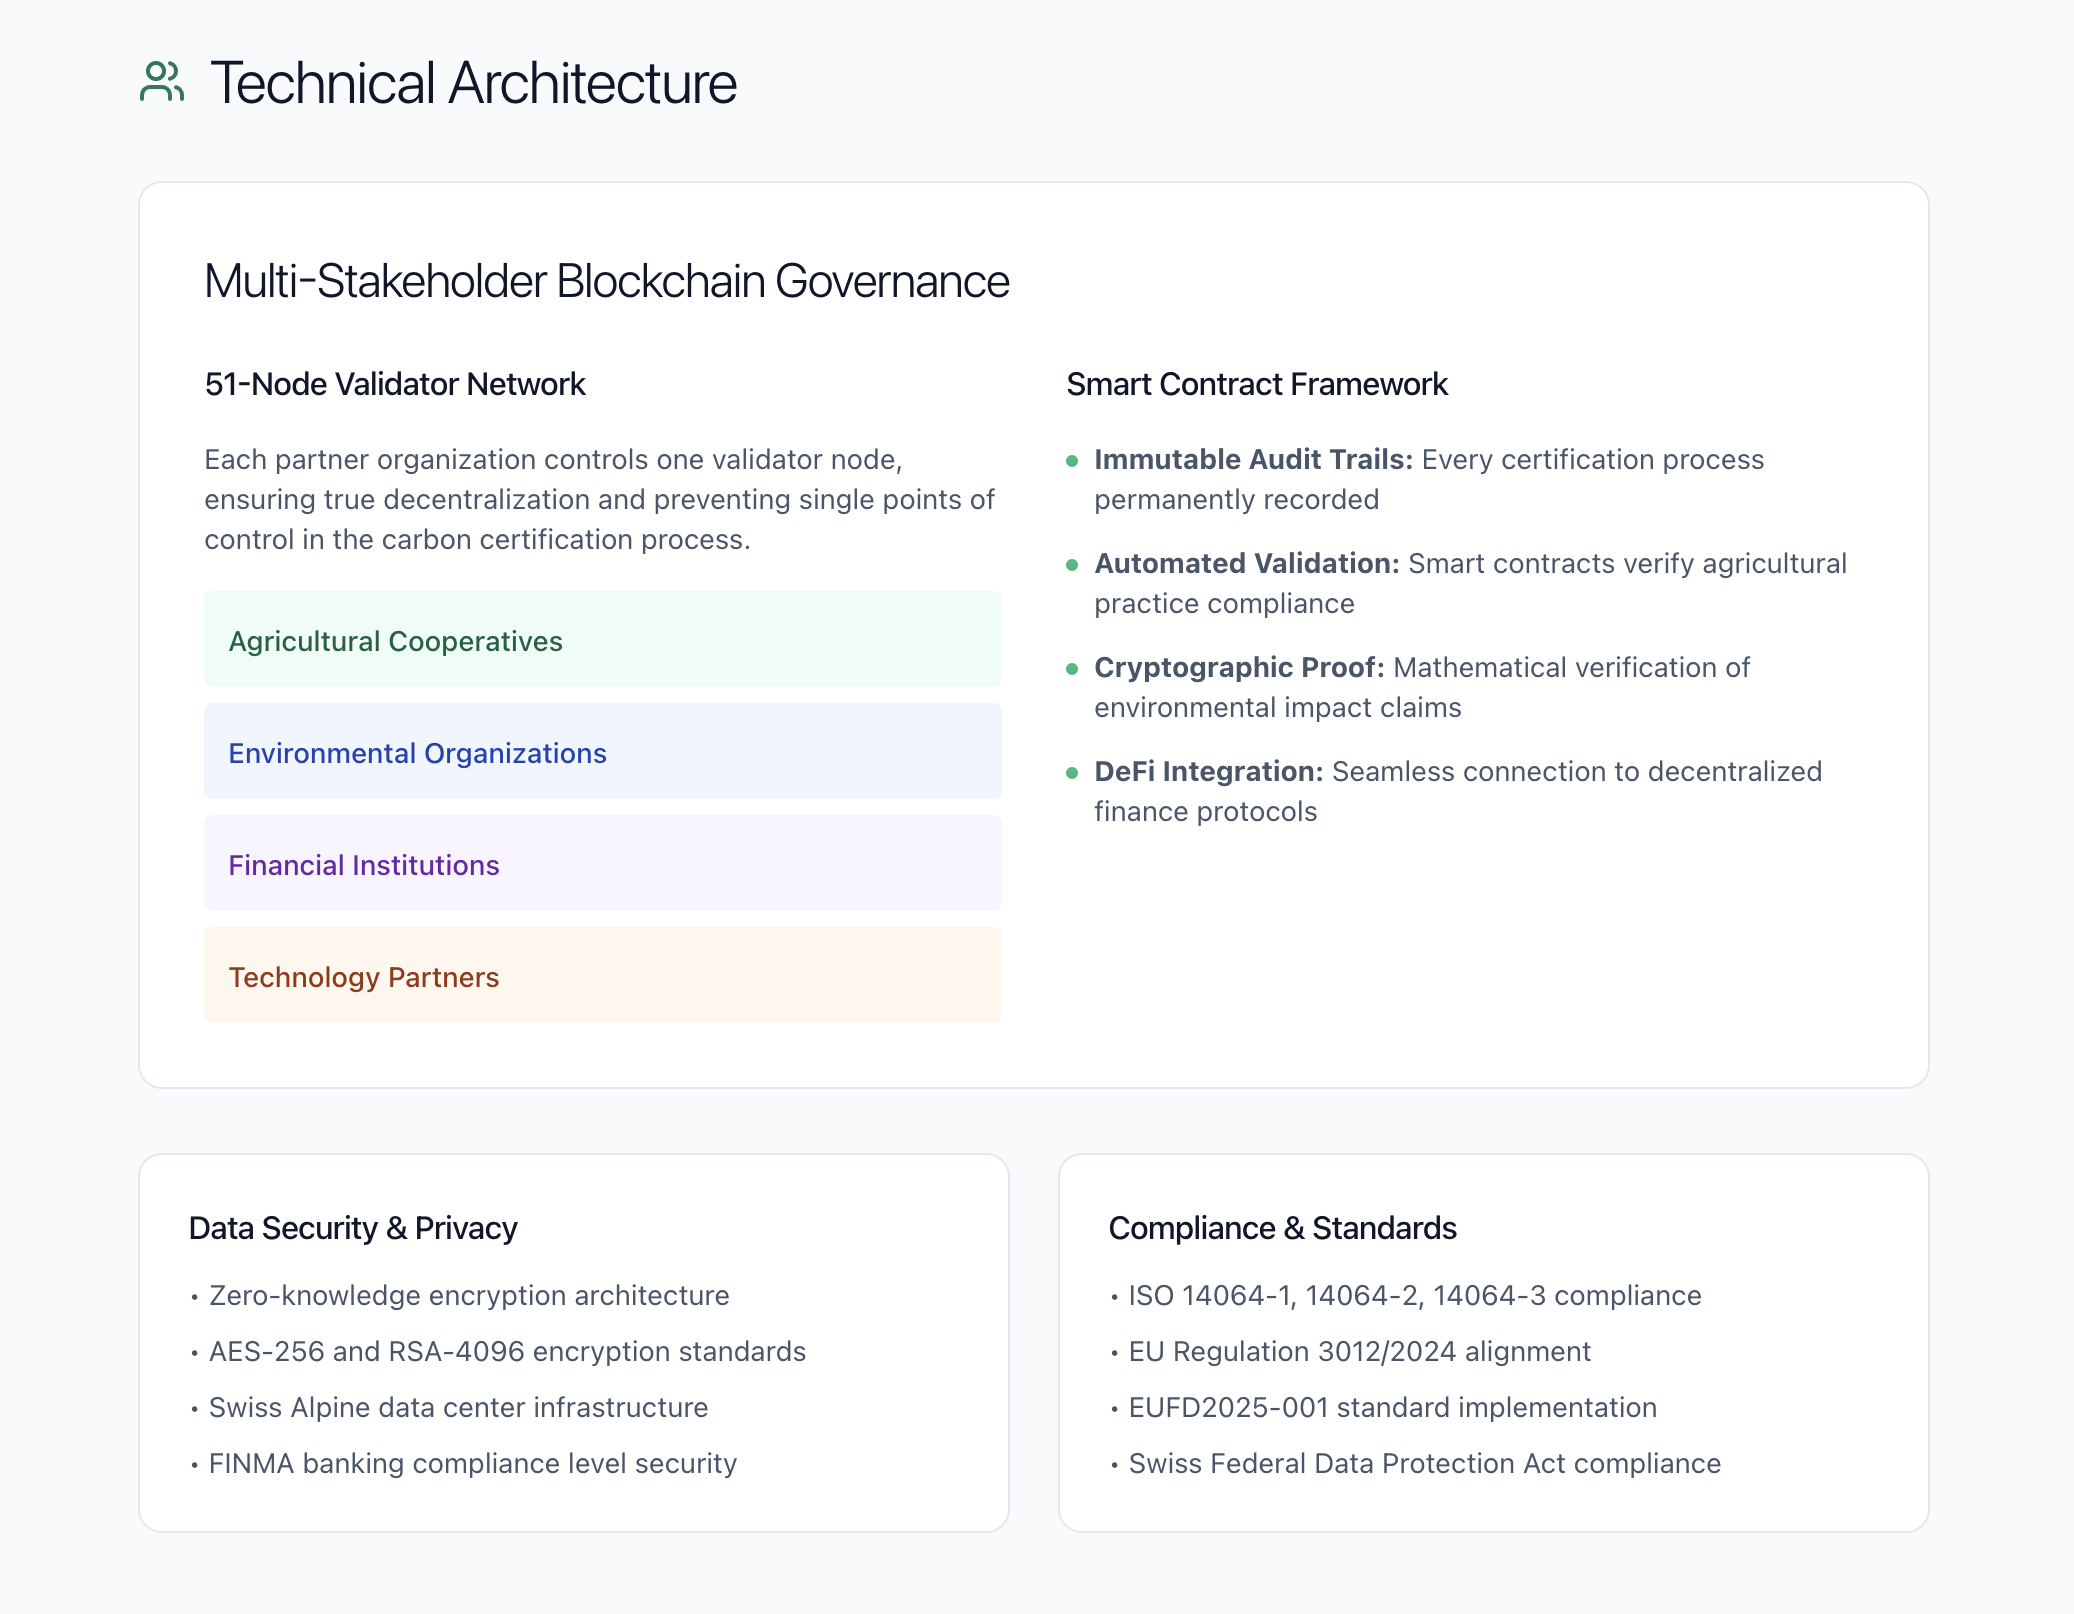 Technical Architecture
Multi-Stakeholder Blockchain Governance
51-Node Validator Network
Each partner organization controls one validator node,
ensuring true decentralization and preventing single points of
control in the carbon certification process.
Agricultural Cooperatives
Environmental Organizations
Financial Institutions
Technology Partners
Smart Contract Framework
Immutable Audit Trails: Every certification process
permanently recorded
Automated Validation: Smart contracts verify agricultural
practice compliance
Cryptographic Proof: Mathematical verification of
environmental impact claims
DeFi Integration: Seamless connection to decentralized
finance protocols
Data Security & Privacy
• Zero-knowledge encryption architecture
• AES-256 and RSA-4096 encryption standards
• Swiss Alpine data center infrastructure
• FINMA banking compliance level security
Compliance & Standards
• ISO 14064-1, 14064-2, 14064-3 compliance
• EU Regulation 3012/2024 alignment
• EUFD2025-001 standard implementation
• Swiss Federal Data Protection Act compliance